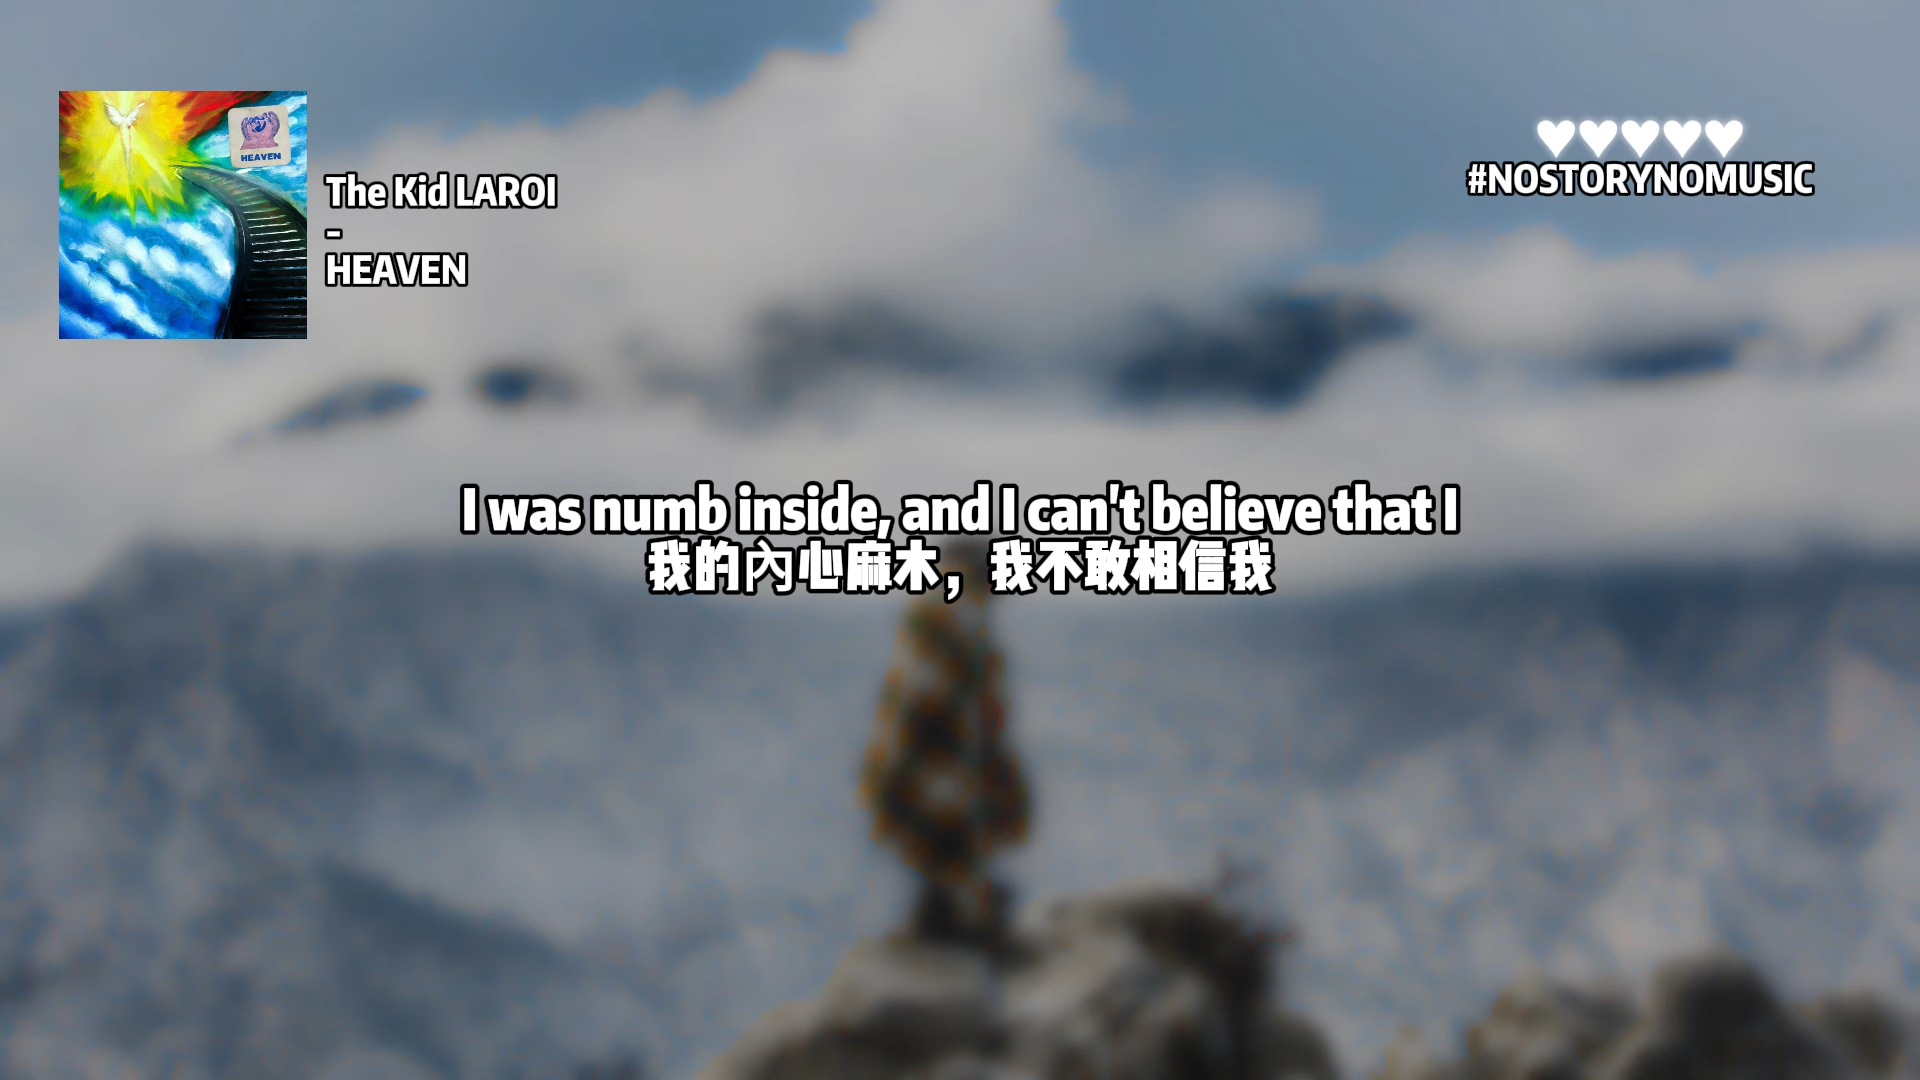 HEAVEN
The Kid LAROI
-
HEAVEN
♥♥♥♥♥
#NOSTORYNOMUSIC
I was numb inside, and I can't believe that I
我的內心麻木，我不敢相信我